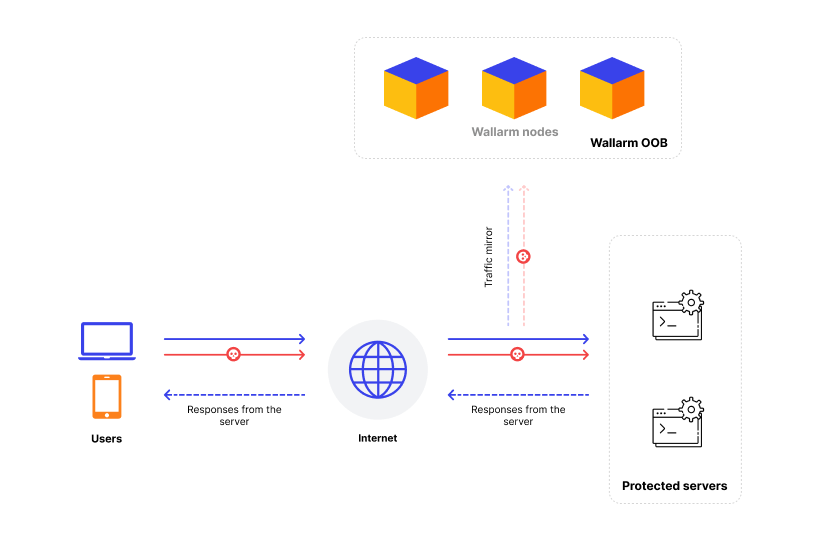 Wallarm nodes
Wallarm OOB
Traffic mirror
Responses from the
server
Responses from the
server
Users
Internet
Protected servers